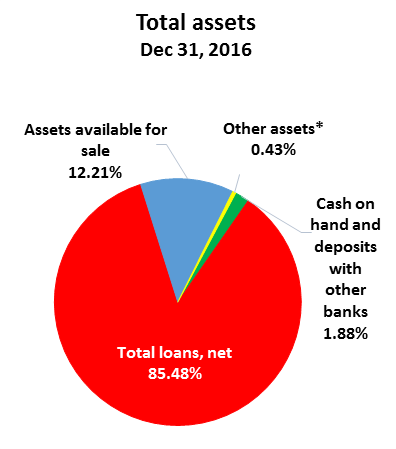 Total assets
Dec 31, 2016
Assets available for
sale
12.21%
Other assets*
0.43%
Cash on
hand and
deposits
with
other
banks
1.88%
Total loans, net
85.48%